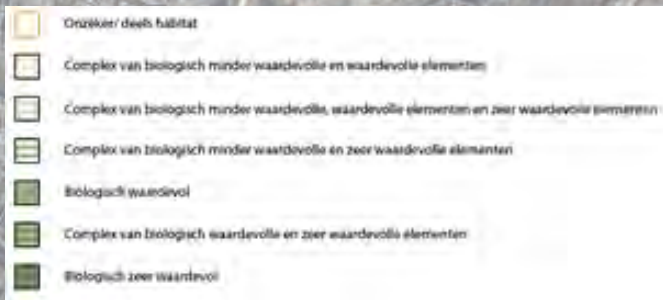 Onzeker/ deels habitat
Complex van biologisch minder waardevolle en waardevolle elementen
Complex van biologisch minder waardevolle, waardevolle elementen en zeer waardevolle elementen
Complex van biologisch minder waardevolle en zeer waardevolle elementen
Biologisch waardevol
Complex van biologisch waardevolle en zeer waardevolle elementen
Biologisch zeer waardevol